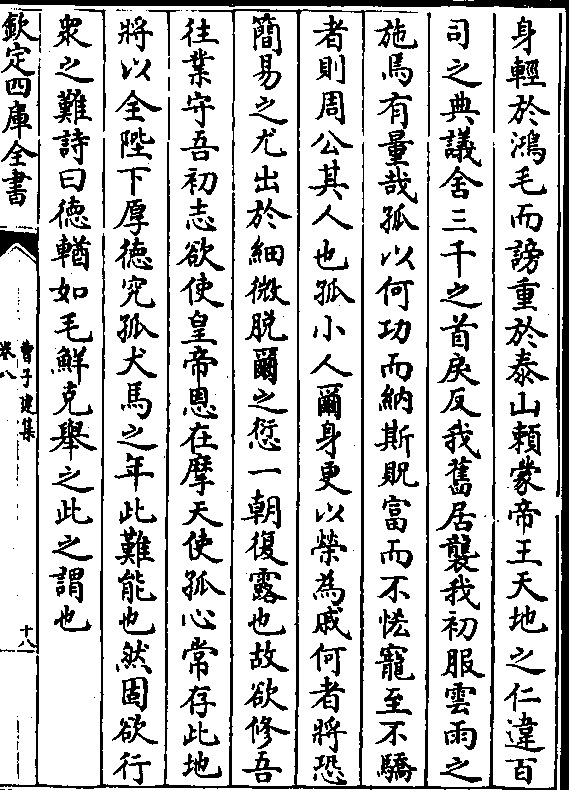 身輕於鴻毛而謗重於泰山賴蒙帝王天地之仁違百
司之典議舍三千之首戾反我舊居襲我初服雲雨之
施焉有量哉孤以何功而納斯貺富而不恡寵至不驕
者則周公其人也孤小人爾身更以榮為戚何者將恐
簡易之尤出於細微脱爾之愆一朝復露也故欲修吾
往業守吾初志欲使皇帝恩在摩天使孤心常存此地
將以全陛下厚徳究孤犬馬之年此難能也然固欲行
衆之難詩曰徳輶如毛鮮克舉之此之謂也
欽定四庫全書
曹子建集
卷八
十八